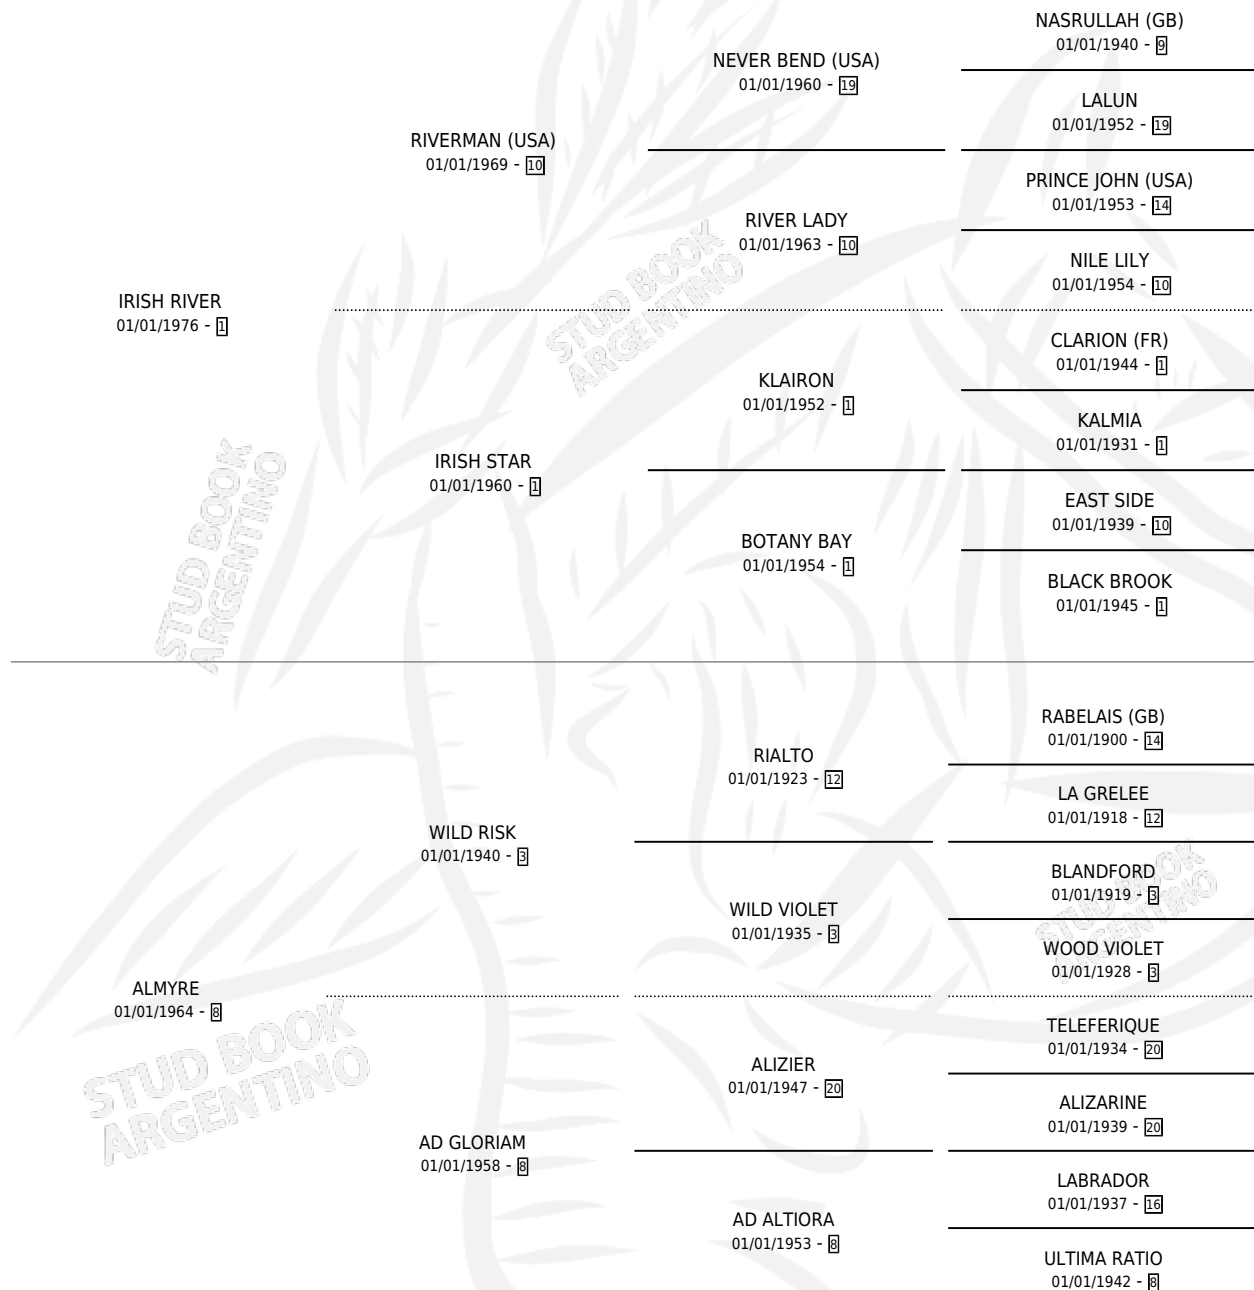 NASRULLAH (GB)
01/01/1940 - 9
NEVER BEND (USA)
01/01/1960 - 19
LALUN
01/01/1952 - 19
RIVERMAN (USA)
01/01/1969 - 10
PRINCE JOHN (USA)
01/01/1953 - 14
RIVER LADY
01/01/1963 - 10
NILE LILY
01/01/1954 - 10
IRISH RIVER
01/01/1976 - 1
CLARION (FR)
01/01/1944 - 1
KLAIRON
01/01/1952 - 1
KALMIA
01/01/1931 - 1
IRISH STAR
01/01/1960 - 1
EAST SIDE
01/01/1939 - 10
BOTANY BAY
01/01/1954 - 1
BLACK BROOK
01/01/1945 - 1
RABELAIS (GB)
01/01/1900 - 14
RIALTO
01/01/1923 - 12
LA GRELEE
01/01/1918 - 12
WILD RISK
01/01/1940 - 3
BLANDFORD
01/01/1919 - 3
WILD VIOLET
01/01/1935 - 3
WOOD VIOLET
01/01/1928 - 3
ALMYRE
01/01/1964 - 8
TELEFERIQUE
01/01/1934 - 20
ALIZIER
01/01/1947 - 20
ALIZARINE
01/01/1939 - 20
AD GLORIAM
01/01/1958 - 8
LABRADOR
01/01/1937 - 16
AD ALTIORA
01/01/1953 - 8
ULTIMA RATIO
01/01/1942 - 8
STUD BOOK
ARGENTINO
STUD BOOK
ARGENTINO
STUD BOOK
ARGENTINO
STUD BOOK
ARGENTINO